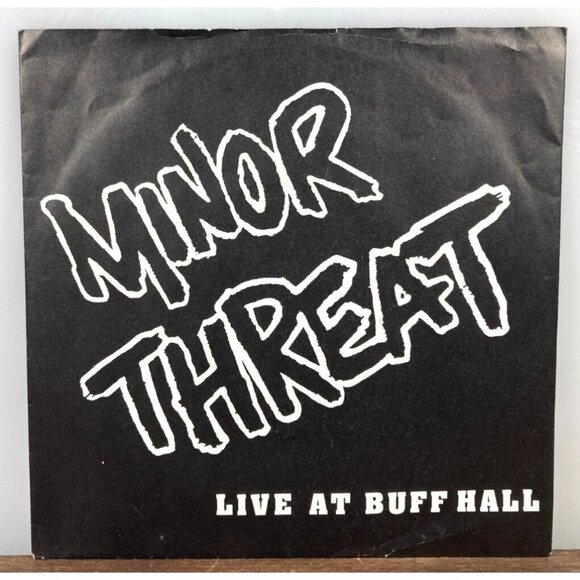 MINOR
THREAT
LIVE AT BUFF HALL